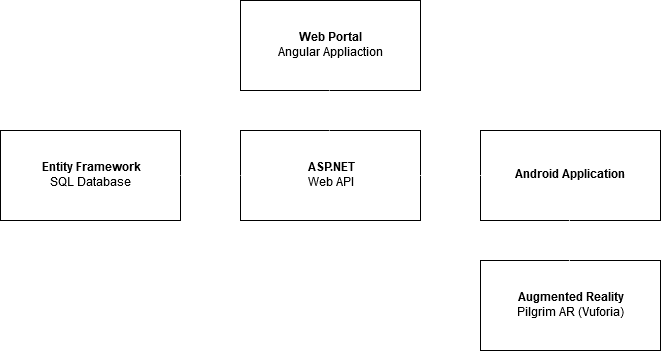 Web Portal
Angular Appliaction
Entity Framework
SQL Database
ASP.NET
Web API
Android Application
Augmented Reality
Pilgrim AR (Vuforia)